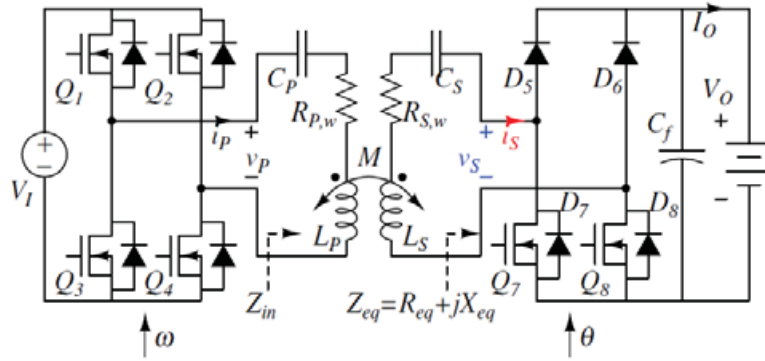 Q1
Q2
CP
CS
D5
D6
IO
RP,w
RS,w
iP
+
vP
−
M
+
vS
−
iS
Cf
VO
+
−
+
−
VI
D7
D8
LP
LS
Q3
Q4
Q7
Q8
Zin
Zeq=Req+jXeq
ω
θ